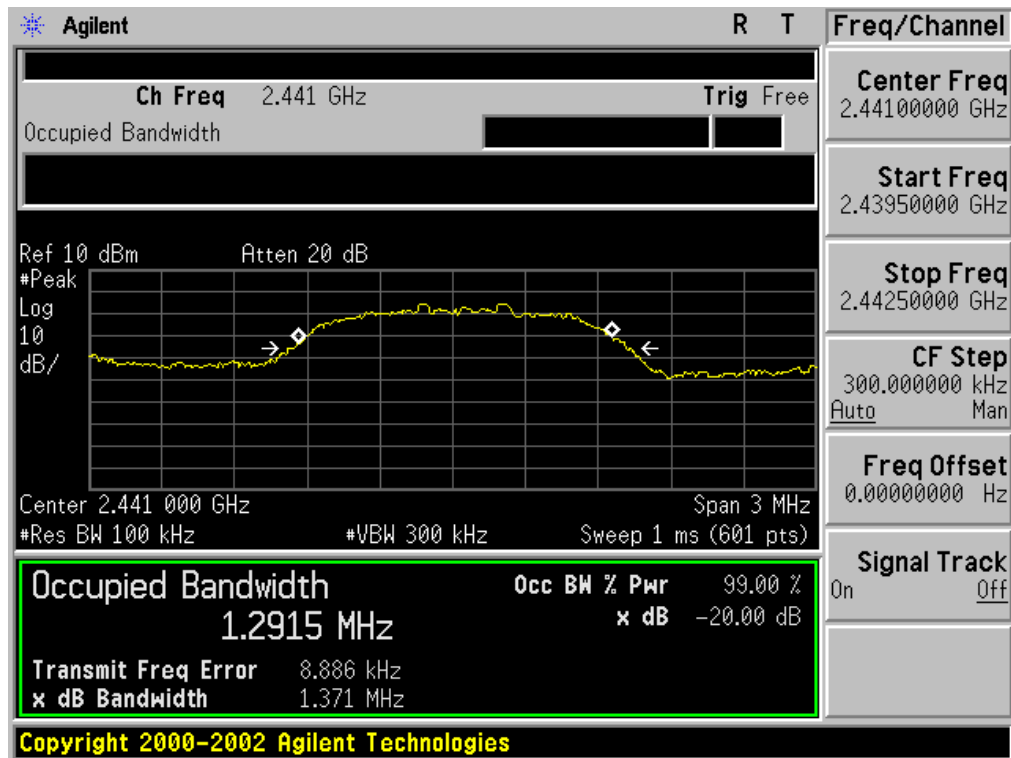 Agilent R T
Ch Freq 2.441 GHz Trig Free
Occupied Bandwidth
Ref 10 dBm Atten 20 dB
#Peak
Log
10
dB/
Center 2.441 000 GHz Span 3 MHz
#Res BW 100 kHz #VBW 300 kHz Sweep 1 ms (601 pts)
Occupied Bandwidth
1.2915 MHz
Occ BW % Pwr 99.00 %
x dB -20.00 dB
Transmit Freq Error 8.886 kHz
x dB Bandwidth 1.371 MHz
Copyright 2000-2002 Agilent Technologies
Freq/Channel
Center Freq
2.44100000 GHz
Start Freq
2.43950000 GHz
Stop Freq
2.44250000 GHz
CF Step
300.000000 kHz
Auto Man
Freq Offset
0.00000000 Hz
Signal Track
On Off